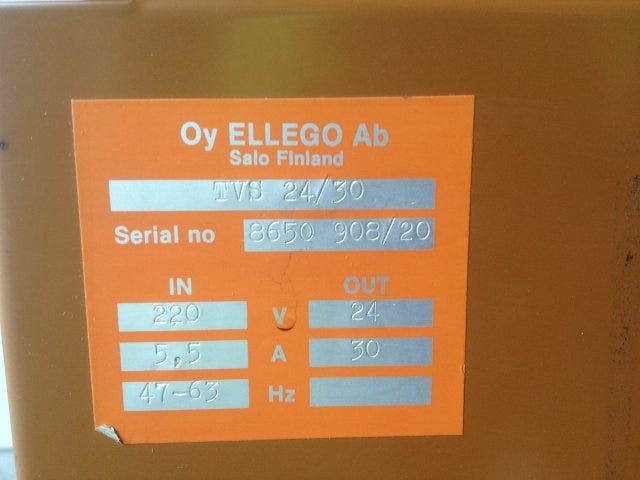 Oy ELLEGO Ab
Salo Finland
TVS 24/30
Serial no 8650 908/20
IN OUT
220 V 24
5,5 A 30
47-63 Hz